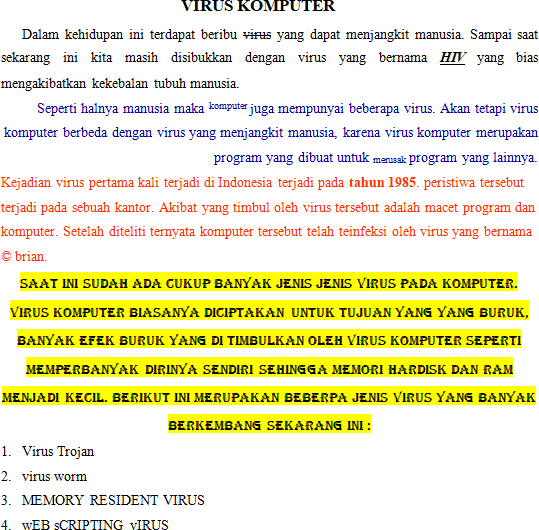 VIRUS KOMPUTER
Dalam kehidupan ini terdapat beribu virus yang dapat menjangkit manusia. Sampai saat
sekarang ini kita masih disibukkan dengan virus yang bernama HIV yang bias
mengakibatkan kekebalan tubuh manusia.
Seperti halnya manusia maka komputer juga mempunyai beberapa virus. Akan tetapi virus
komputer berbeda dengan virus yang menjangkit manusia, karena virus komputer merupakan
program yang dibuat untuk merusak program yang lainnya.
Kejadian virus pertama kali terjadi di Indonesia terjadi pada tahun 1985. peristiwa tersebut
terjadi pada sebuah kantor. Akibat yang timbul oleh virus tersebut adalah macet program dan
komputer. Setelah diteliti ternyata komputer tersebut telah teinfeksi oleh virus yang bernama
© brian.
SAAT INI SUDAH ADA CUKUP BANYAK JENIS JENIS VIRUS PADA KOMPUTER.
VIRUS KOMPUTER BIASANYA DICIPTAKAN UNTUK TUJUAN YANG YANG BURUK,
BANYAK EFEK BURUK YANG DI TIMBULKAN OLEH VIRUS KOMPUTER SEPERTI
MEMPERBANYAK DIRINYA SENDIRI SEHINGGA MEMORI HARDISK DAN RAM
MENJADI KECIL. BERIKUT INI MERUPAKAN BEBERPA JENIS VIRUS YANG BANYAK
BERKEMBANG SEKARANG INI :
1. Virus Trojan
2. virus worm
3. MEMORY RESIDENT VIRUS
4. wEB sCRIPTING vIRUS